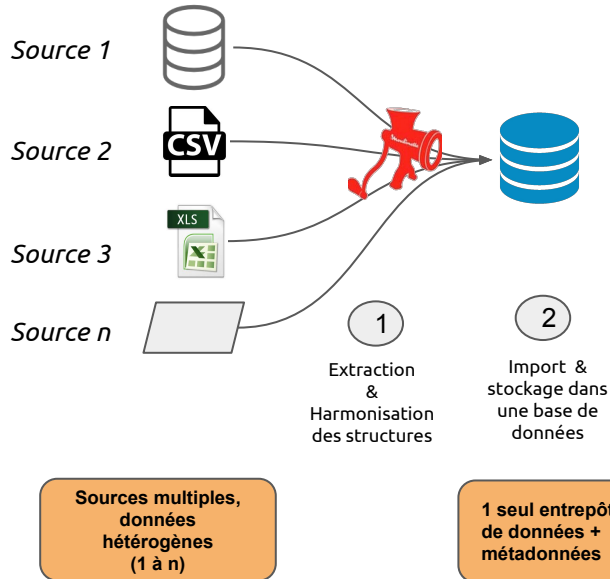 Source 1
Source 2
CSV
Source 3
XLS
Source n
1
2
Extraction
&
Harmonisation
des structures
Import &
stockage dans
une base de
données
Sources multiples,
données
hétérogènes
(1 à n)
1 seul entrepôt
de données +
métadonnées